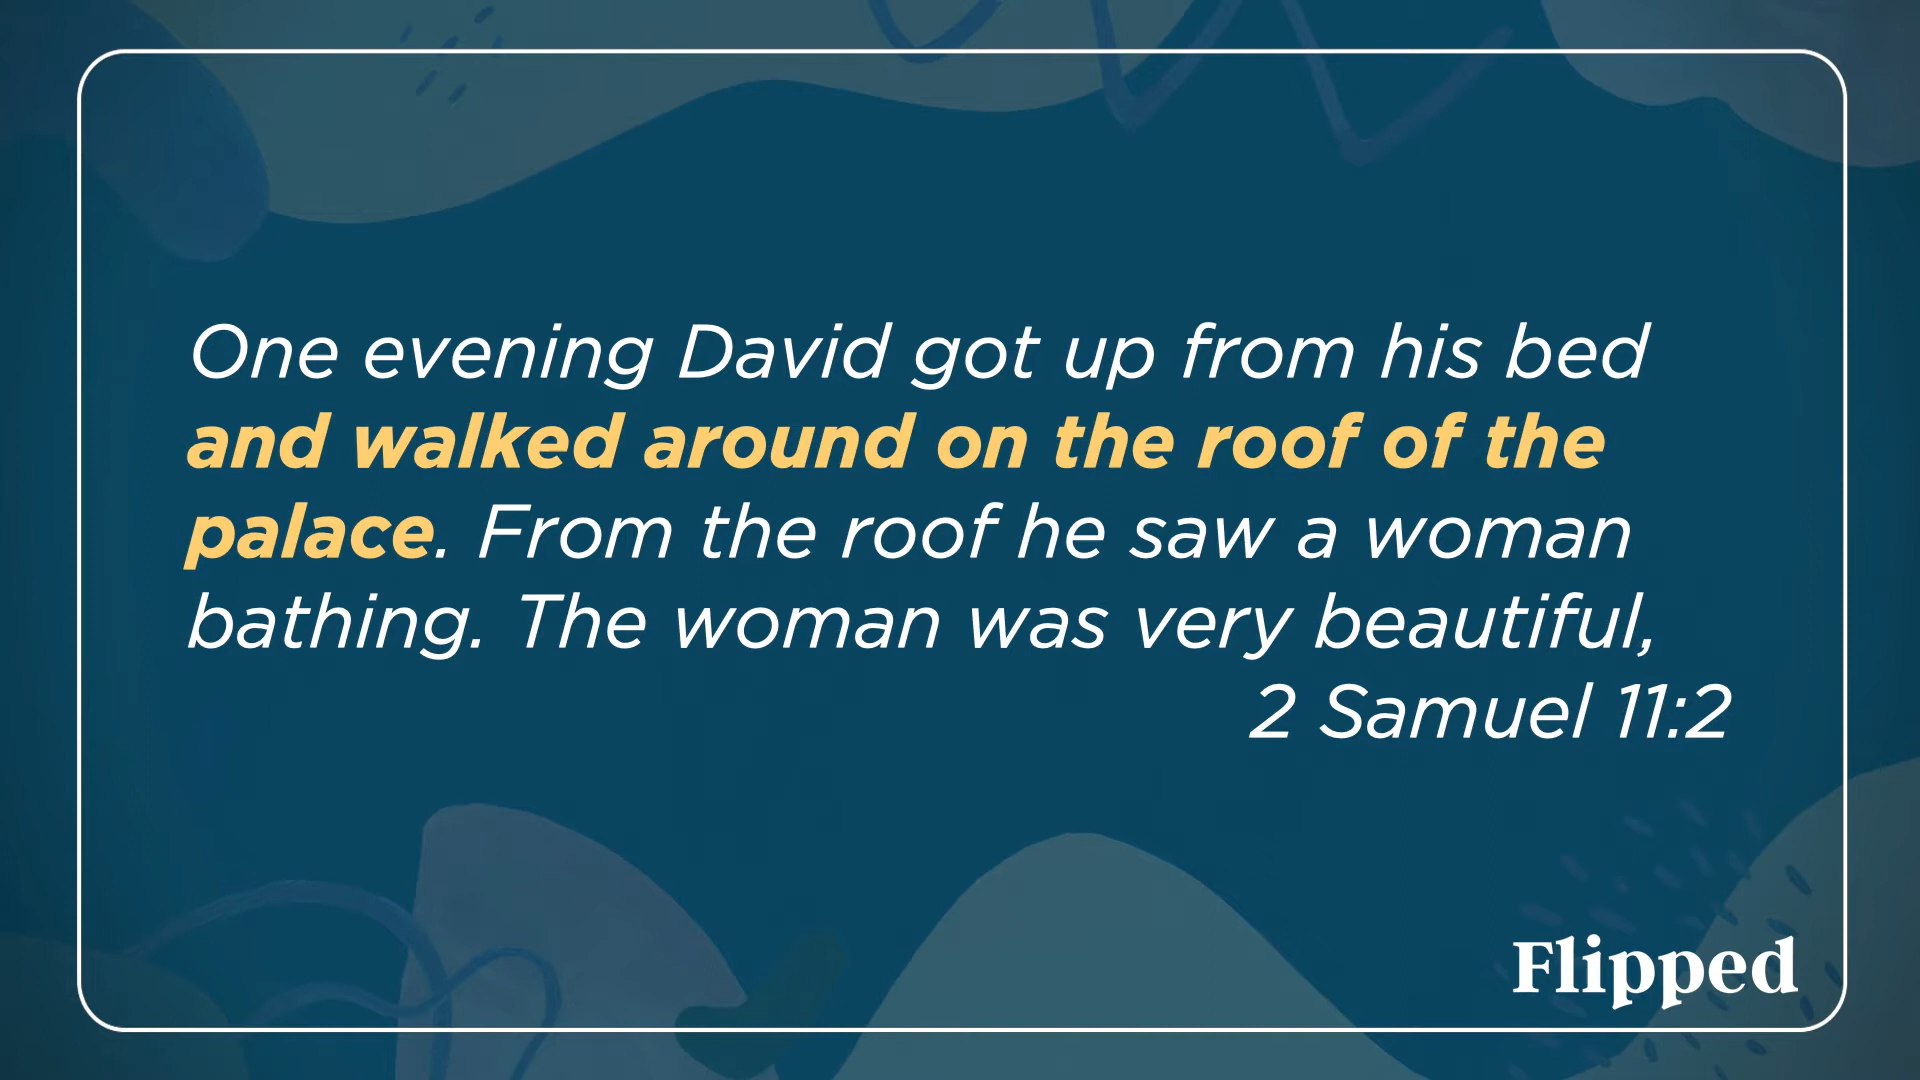 One evening David got up from his bed
and walked around on the roof of the
palace. From the roof he saw a woman
bathing. The woman was very beautiful,
2 Samuel 11:2
Flipped